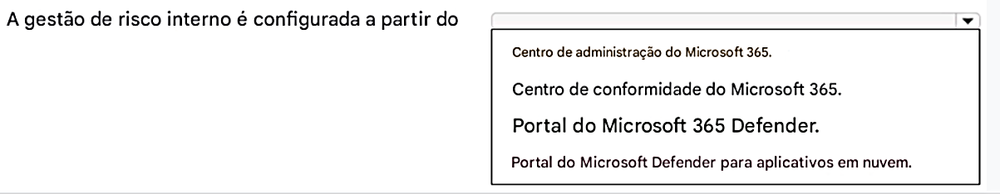 A gestão de risco interno é configurada a partir do
Centro de administração do Microsoft 365.
Centro de conformidade do Microsoft 365.
Portal do Microsoft 365 Defender.
Portal do Microsoft Defender para aplicativos em nuvem.